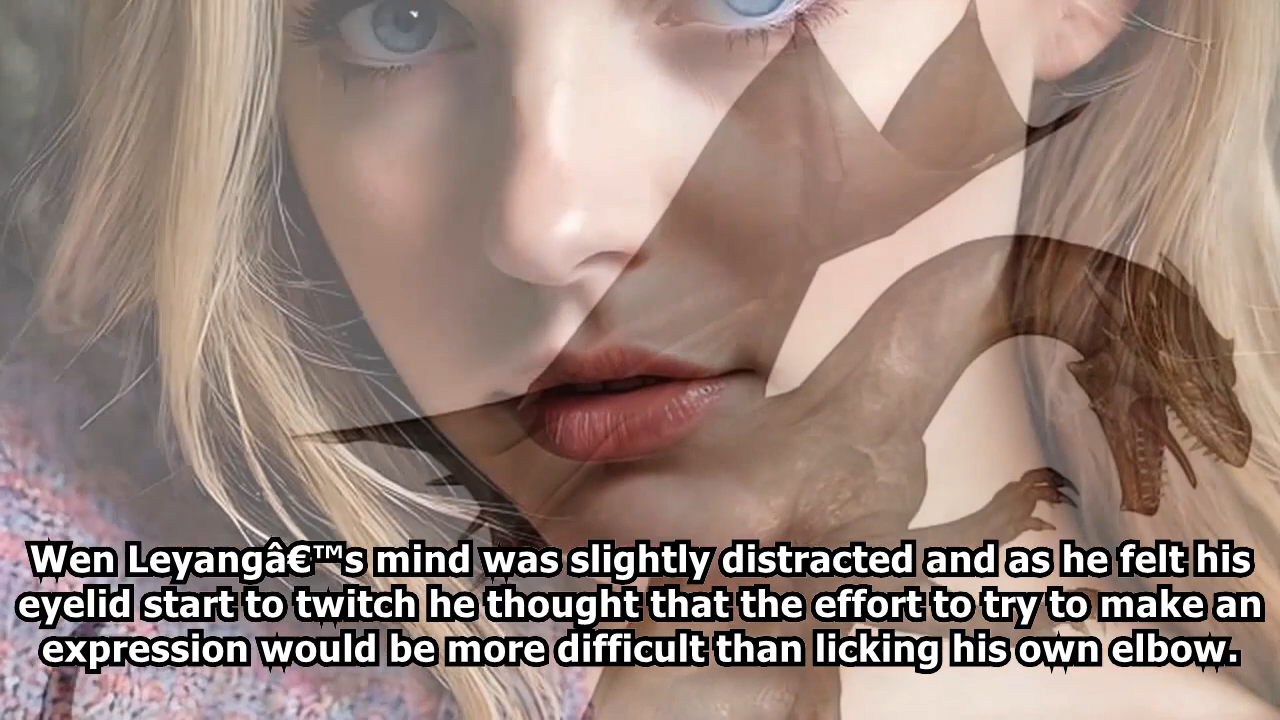 Wen Leyangâ€™s mind was slightly distracted and as he felt his
eyelid start to twitch he thought that the effort to try to make an
expression would be more difficult than licking his own elbow.